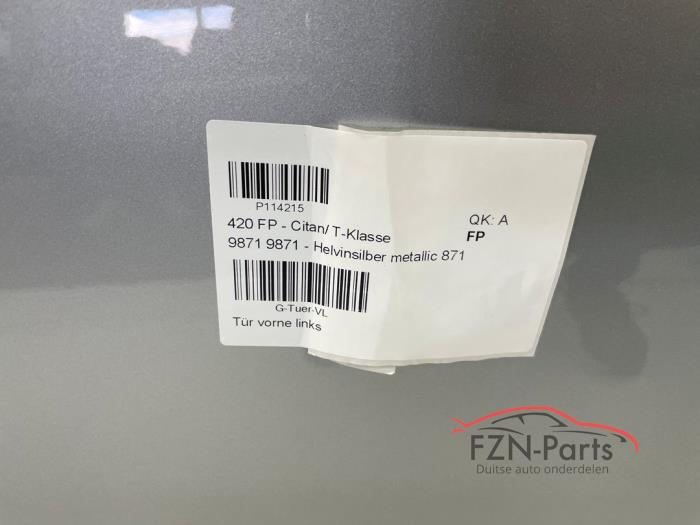 P114215
420 FP - Citan/ T-Klasse
QK: A
FP
9871 9871 - Helvinsilber metallic 871
G-Tuer-VL
Tür vorne links
FZN-Parts
Duitse auto onderdelen